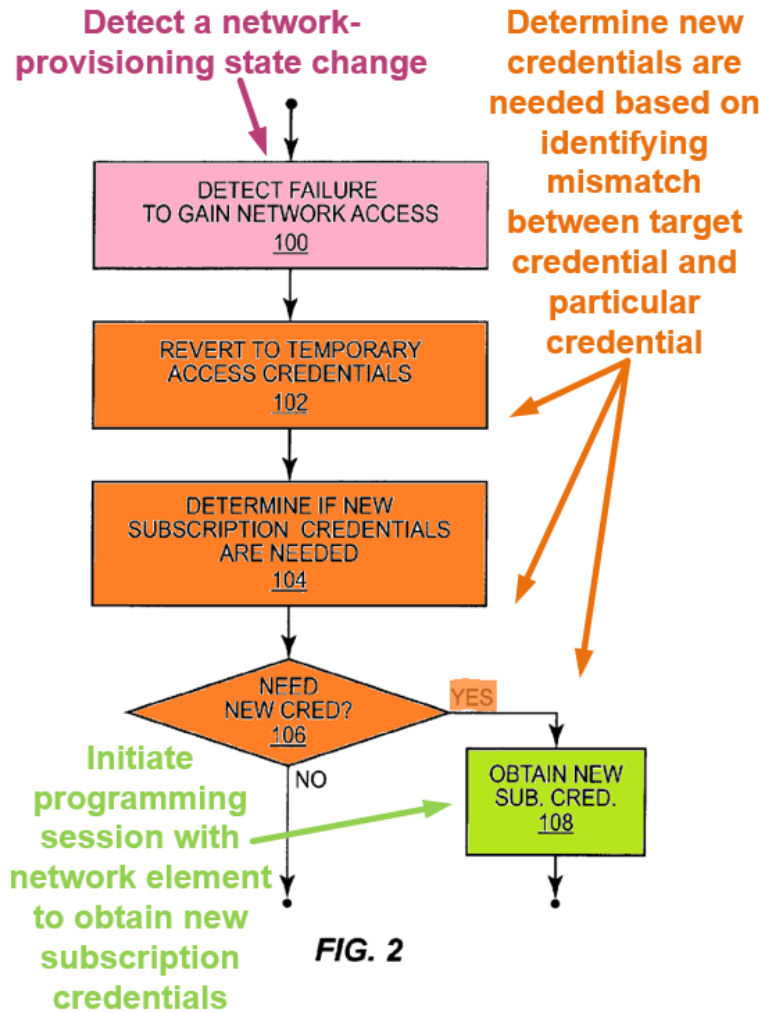 Detect a network-
provisioning state change
Determine new
credentials are
needed based on
identifying
mismatch
between target
credential and
particular
credential
DETECT FAILURE
TO GAIN NETWORK ACCESS
100
REVERT TO TEMPORARY
ACCESS CREDENTIALS
102
DETERMINE IF NEW
SUBSCRIPTION CREDENTIALS
ARE NEEDED
104
NEED
NEW CRED?
106
YES
NO
Initiate
programming
session with
network element
to obtain new
subscription
credentials
OBTAIN NEW
SUB. CRED.
108
FIG. 2